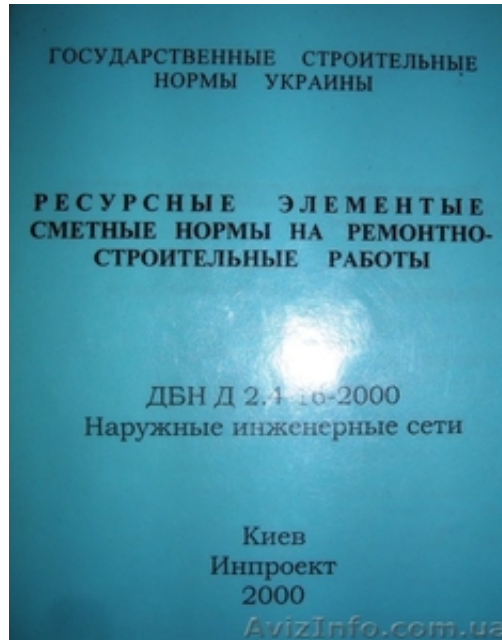 ГОСУДАРСТВЕННЫЕ СТРОИТЕЛЬНЫЕ
НОРМЫ УКРАИНЫ
РЕСУРСНЫЕ ЭЛЕМЕНТЫЕ
СМЕТНЫЕ НОРМЫ НА РЕМОНТНО-
СТРОИТЕЛЬНЫЕ РАБОТЫ
ДБН Д 2.4-16-2000
Наружные инженерные сети
Киев
Инпроект
2000
AvizInfo.com.ua